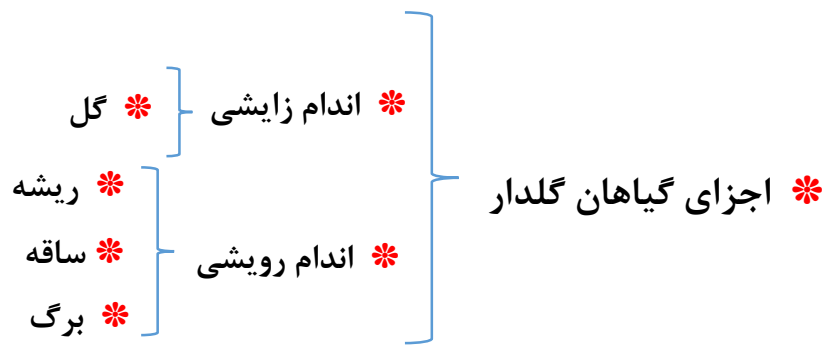 ❊ اجزای گیاهان گلدار
❊ اندام زایشی
❊ گل
❊ اندام رویشی
❊ ریشه
❊ ساقه
❊ برگ